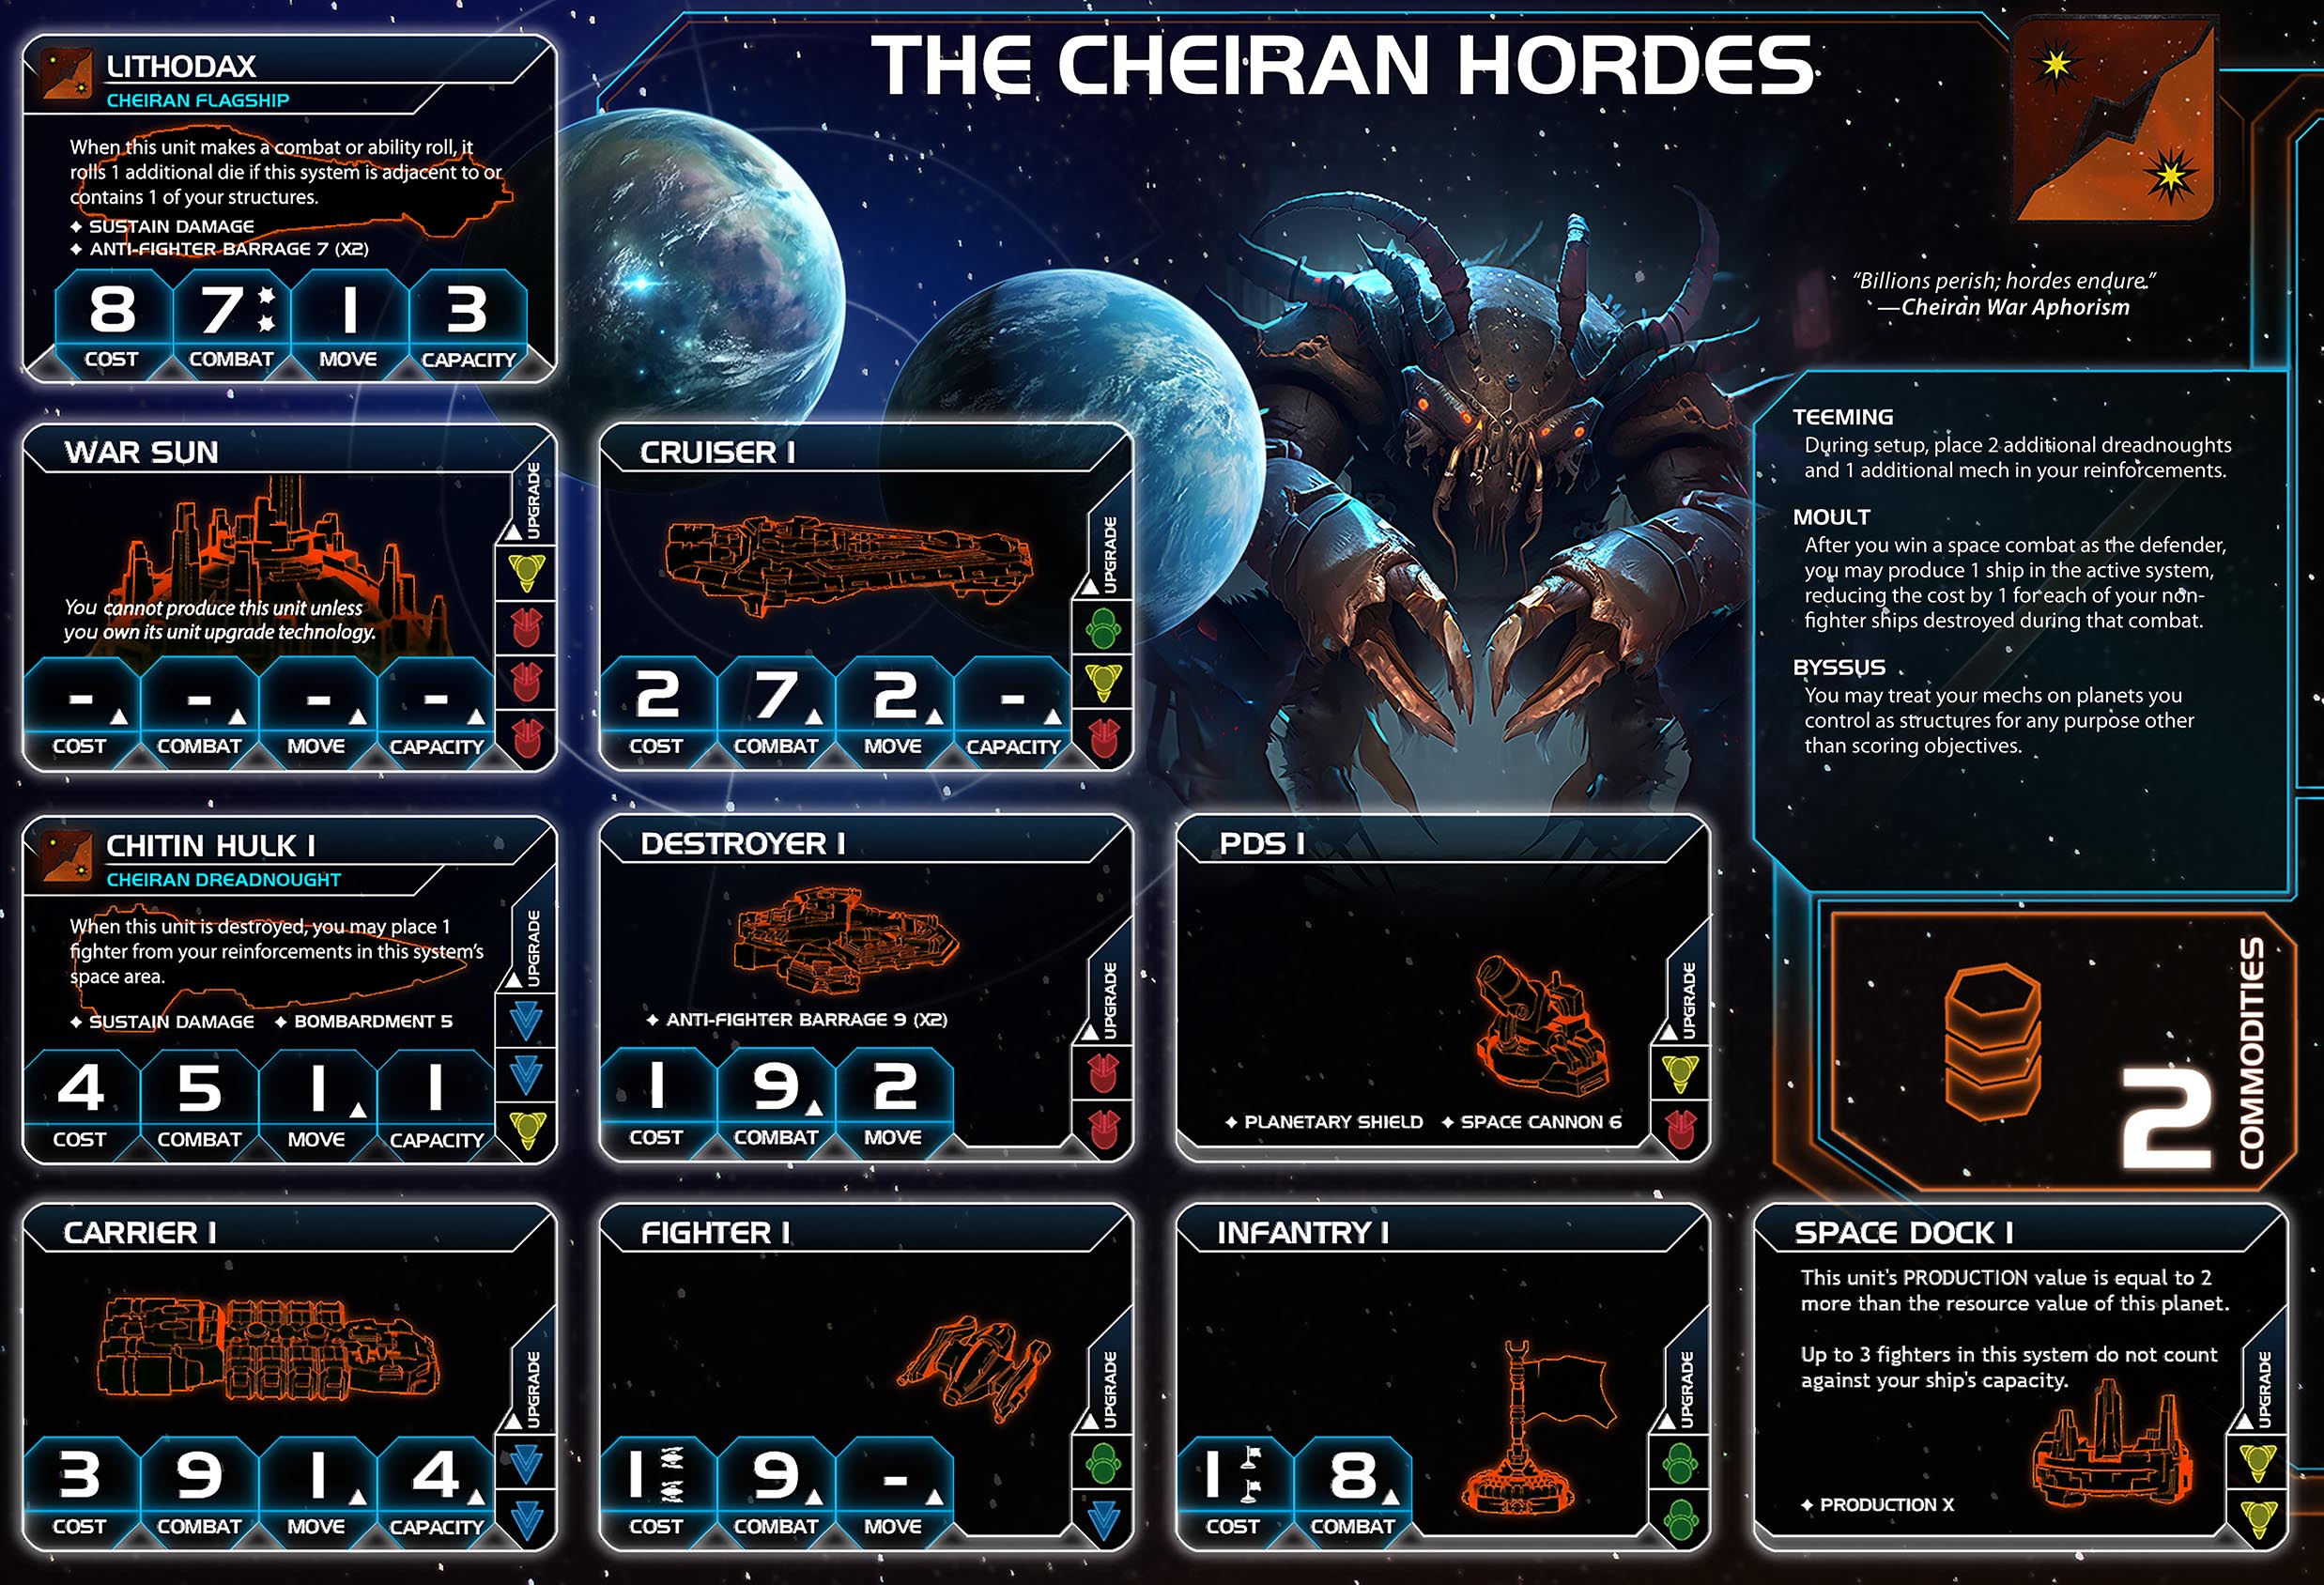 THE CHEIRAN HORDES
LITHODAX
CHEIRAN FLAGSHIP
When this unit makes a combat or ability roll, it
rolls 1 additional die if this system is adjacent to or
contains 1 of your structures.
SUSTAIN DAMAGE
ANTI-FIGHTER BARRAGE 7 (X2)
8 7 1 3
COST COMBAT MOVE CAPACITY
“Billions perish; hordes endure.”
—Cheiran War Aphorism
TEEMING
During setup, place 2 additional dreadnoughts
and 1 additional mech in your reinforcements.
MOULT
After you win a space combat as the defender,
you may produce 1 ship in the active system,
reducing the cost by 1 for each of your non-
fighter ships destroyed during that combat.
BYSSUS
You may treat your mechs on planets you
control as structures for any purpose other
than scoring objectives.
WAR SUN
UPGRADE
You cannot produce this unit unless
you own its unit upgrade technology.
- - - -
COST COMBAT MOVE CAPACITY
CRUISER I
UPGRADE
2 7 2 -
COST COMBAT MOVE CAPACITY
CHITIN HULK I
CHEIRAN DREADNOUGHT
When this unit is destroyed, you may place 1
fighter from your reinforcements in this system's
space area.
SUSTAIN DAMAGE BOMBARDMENT 5
UPGRADE
4 5 1 1
COST COMBAT MOVE CAPACITY
DESTROYER I
UPGRADE
ANTI-FIGHTER BARRAGE 9 (X2)
1 9 2
COST COMBAT MOVE
PDS I
UPGRADE
PLANETARY SHIELD SPACE CANNON 6
2
COMMODITIES
CARRIER I
UPGRADE
3 9 1 4
COST COMBAT MOVE CAPACITY
FIGHTER I
UPGRADE
1 9 -
COST COMBAT MOVE
INFANTRY I
UPGRADE
1 8
COST COMBAT
SPACE DOCK I
This unit's PRODUCTION value is equal to 2
more than the resource value of this planet.
Up to 3 fighters in this system do not count
against your ship's capacity.
UPGRADE
PRODUCTION X